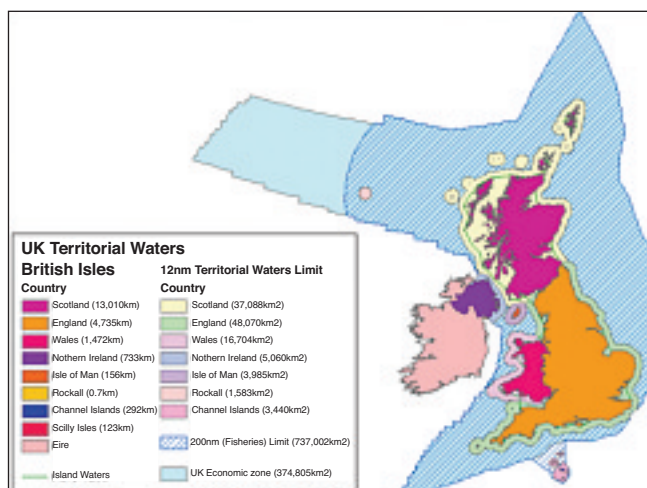 UK Territorial Waters
British Isles
Country
Scotland (13,010km)
England (4,735km)
Wales (1,472km)
Nothern Ireland (733km)
Isle of Man (156km)
Rockall (0.7km)
Channel Islands (292km)
Scilly Isles (123km)
Eire
Island Waters
12nm Territorial Waters Limit
Country
Scotland (37,088km2)
England (48,070km2)
Wales (16,704km2)
Northern Ireland (5,060km2)
Isle of Man (3,985km2)
Rockall (1,583km2)
Channel Islands (3,440km2)
200nm (Fisheries) Limit (737,002km2)
UK Economic zone (374,805km2)